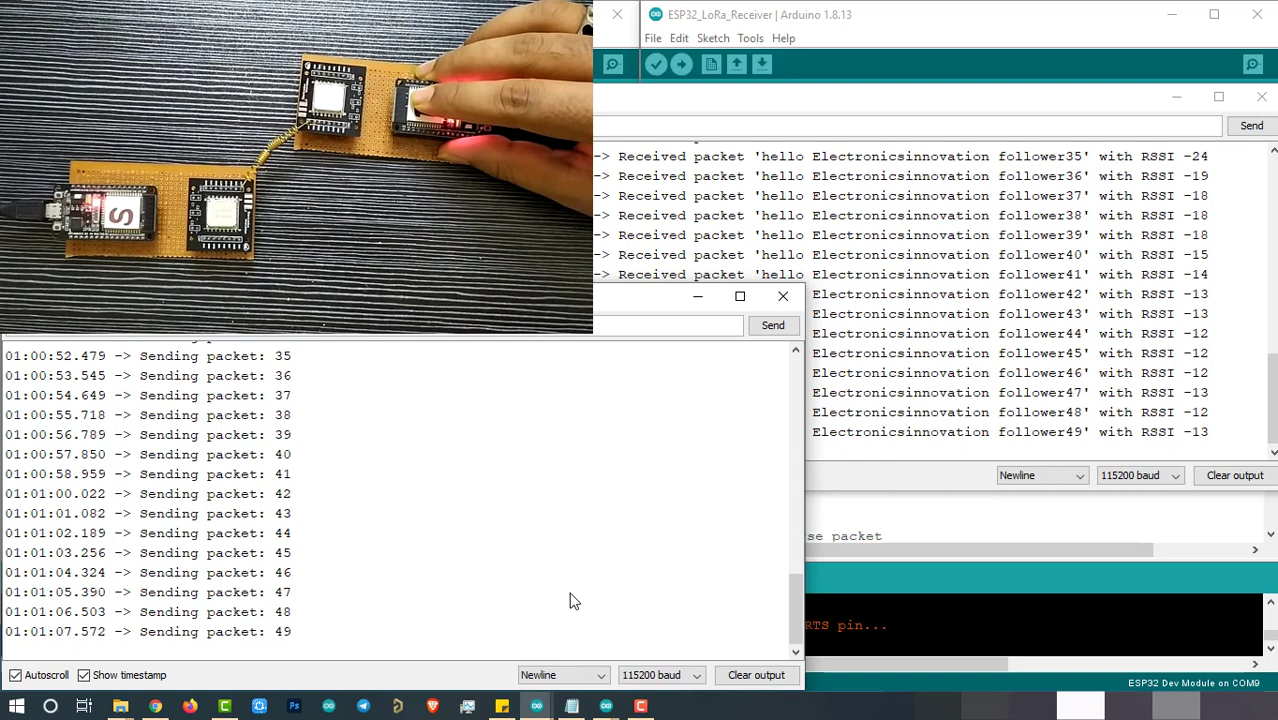 S
ESP32_LoRa_Receiver | Arduino 1.8.13
File Edit Sketch Tools Help
Send
-> Received packet 'hello Electronicsinnovation follower35' with RSSI -24
-> Received packet 'hello Electronicsinnovation follower36' with RSSI -19
-> Received packet 'hello Electronicsinnovation follower37' with RSSI -18
-> Received packet 'hello Electronicsinnovation follower38' with RSSI -18
-> Received packet 'hello Electronicsinnovation follower39' with RSSI -18
-> Received packet 'hello Electronicsinnovation follower40' with RSSI -15
-> Received packet 'hello Electronicsinnovation follower41' with RSSI -14
Electronicsinnovation follower42' with RSSI -13
Electronicsinnovation follower43' with RSSI -13
Electronicsinnovation follower44' with RSSI -12
Electronicsinnovation follower45' with RSSI -12
Electronicsinnovation follower46' with RSSI -12
Electronicsinnovation follower47' with RSSI -13
Electronicsinnovation follower48' with RSSI -12
Electronicsinnovation follower49' with RSSI -13
Newline 115200 baud Clear output
Send
01:00:52.479 -> Sending packet: 35
01:00:53.545 -> Sending packet: 36
01:00:54.649 -> Sending packet: 37
01:00:55.718 -> Sending packet: 38
01:00:56.789 -> Sending packet: 39
01:00:57.850 -> Sending packet: 40
01:00:58.959 -> Sending packet: 41
01:01:00.022 -> Sending packet: 42
01:01:01.082 -> Sending packet: 43
01:01:02.189 -> Sending packet: 44
01:01:03.256 -> Sending packet: 45
01:01:04.324 -> Sending packet: 46
01:01:05.390 -> Sending packet: 47
01:01:06.503 -> Sending packet: 48
01:01:07.572 -> Sending packet: 49
Autoscroll Show timestamp Newline 115200 baud Clear output
se packet
RTS pin...
ESP32 Dev Module on COM9